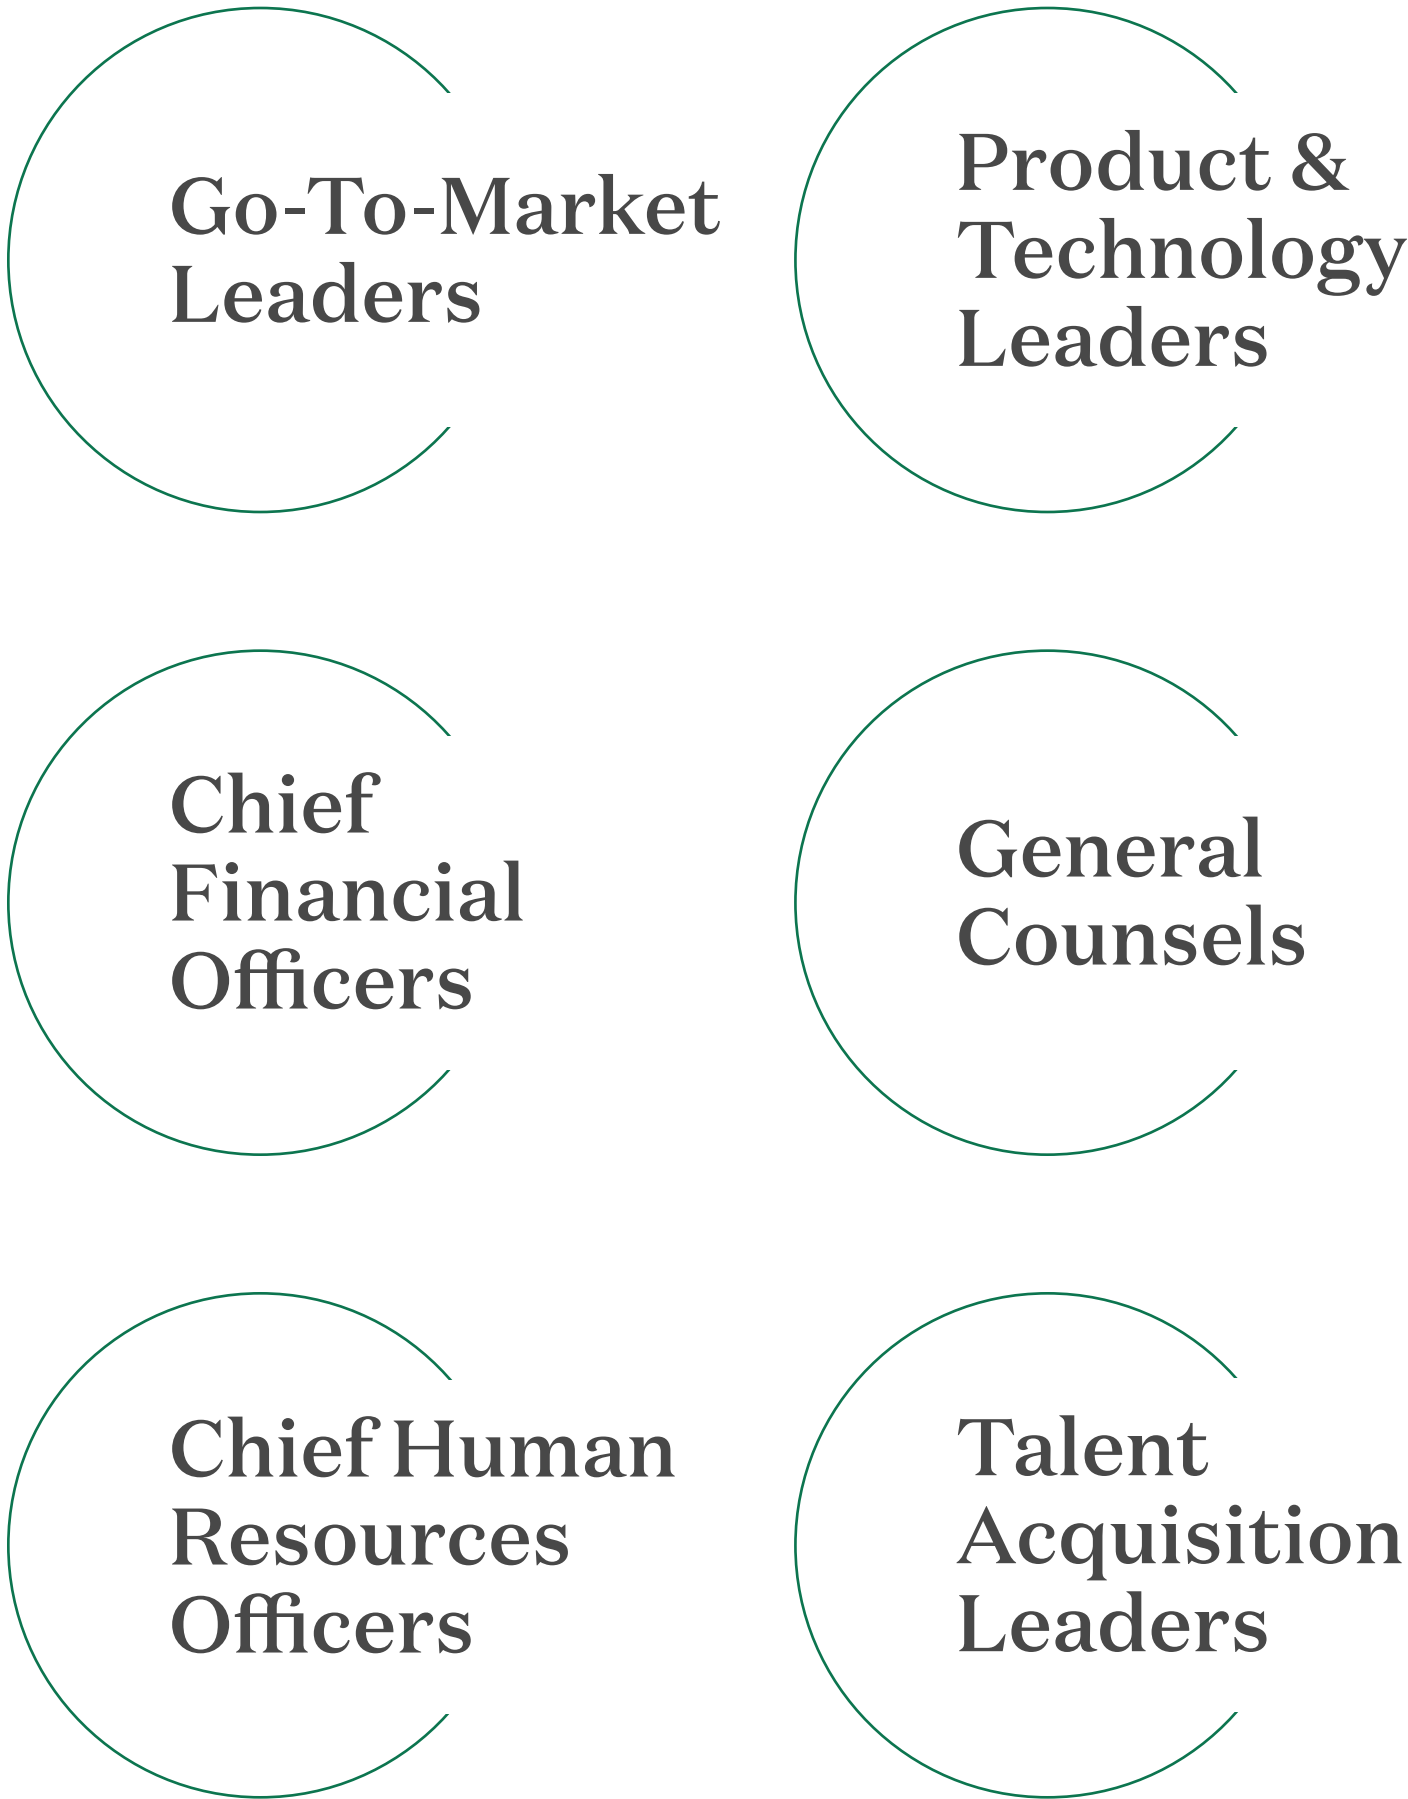 Go-To-Market
Leaders
Product &
Technology
Leaders
Chief
Financial
Officers
General
Counsels
Chief Human
Resources
Officers
Talent
Acquisition
Leaders